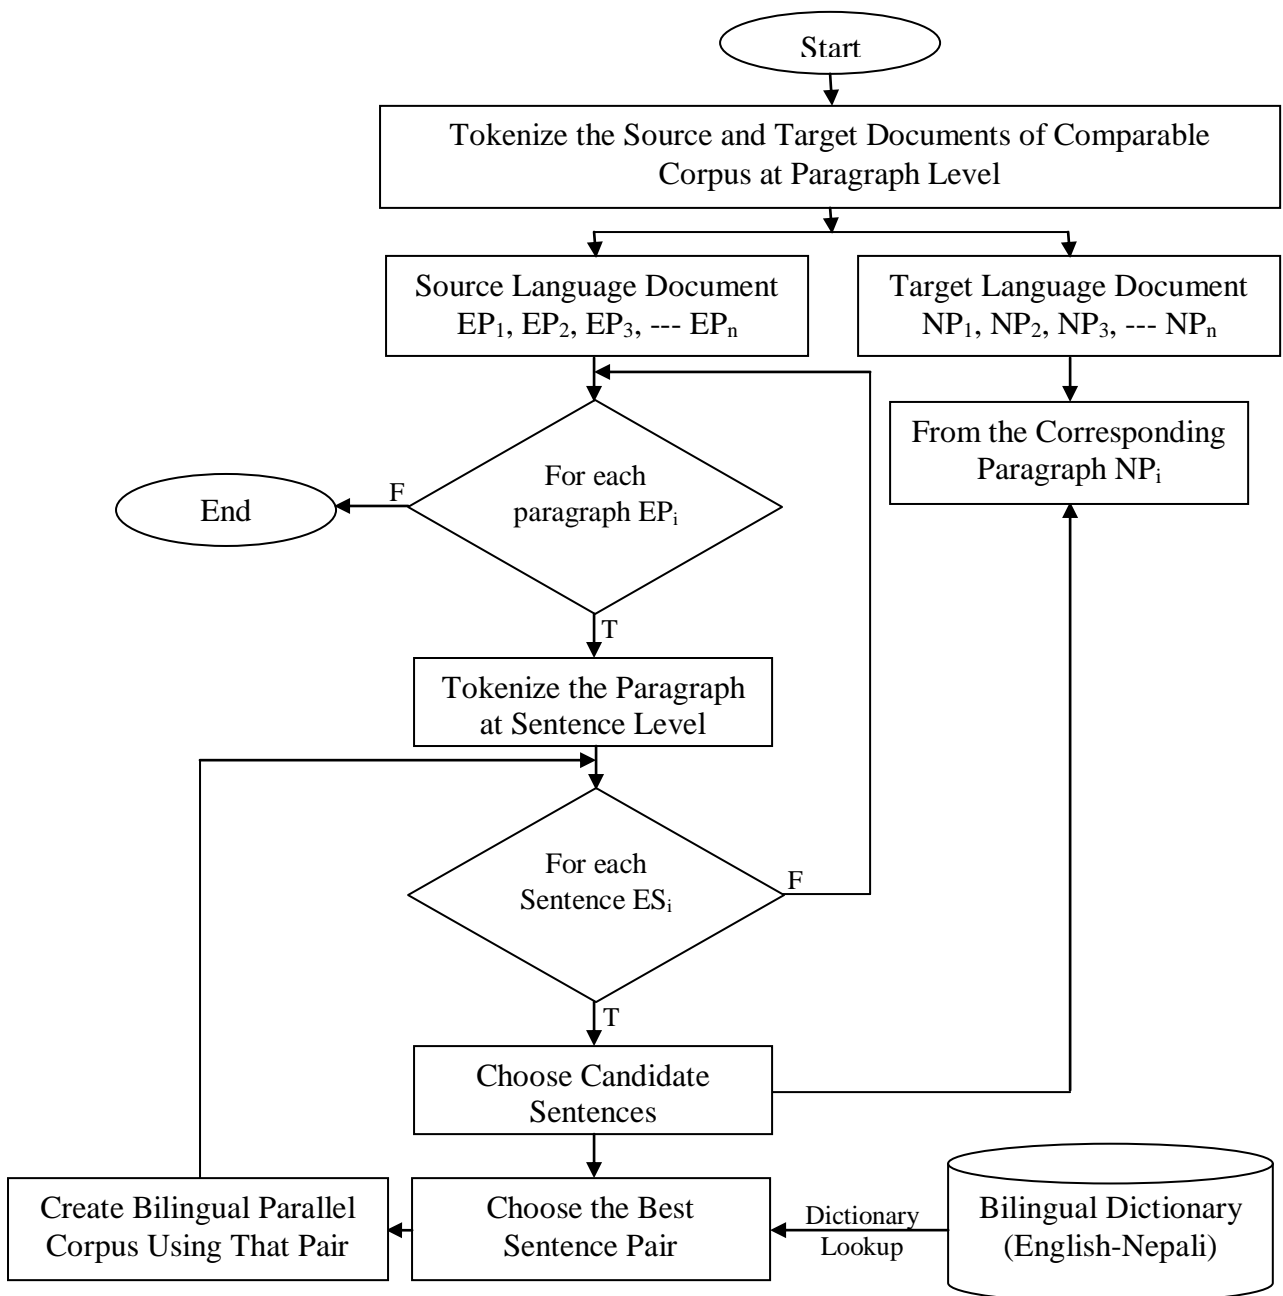 Start
Tokenize the Source and Target Documents of Comparable
Corpus at Paragraph Level
Source Language Document
EP₁, EP₂, EP₃, --- EPₙ
Target Language Document
NP₁, NP₂, NP₃, --- NPₙ
From the Corresponding
Paragraph NPᵢ
For each
paragraph EPᵢ
F
End
T
Tokenize the Paragraph
at Sentence Level
For each
Sentence ESᵢ
F
T
Choose Candidate
Sentences
Create Bilingual Parallel
Corpus Using That Pair
Choose the Best
Sentence Pair
Dictionary
Lookup
Bilingual Dictionary
(English-Nepali)